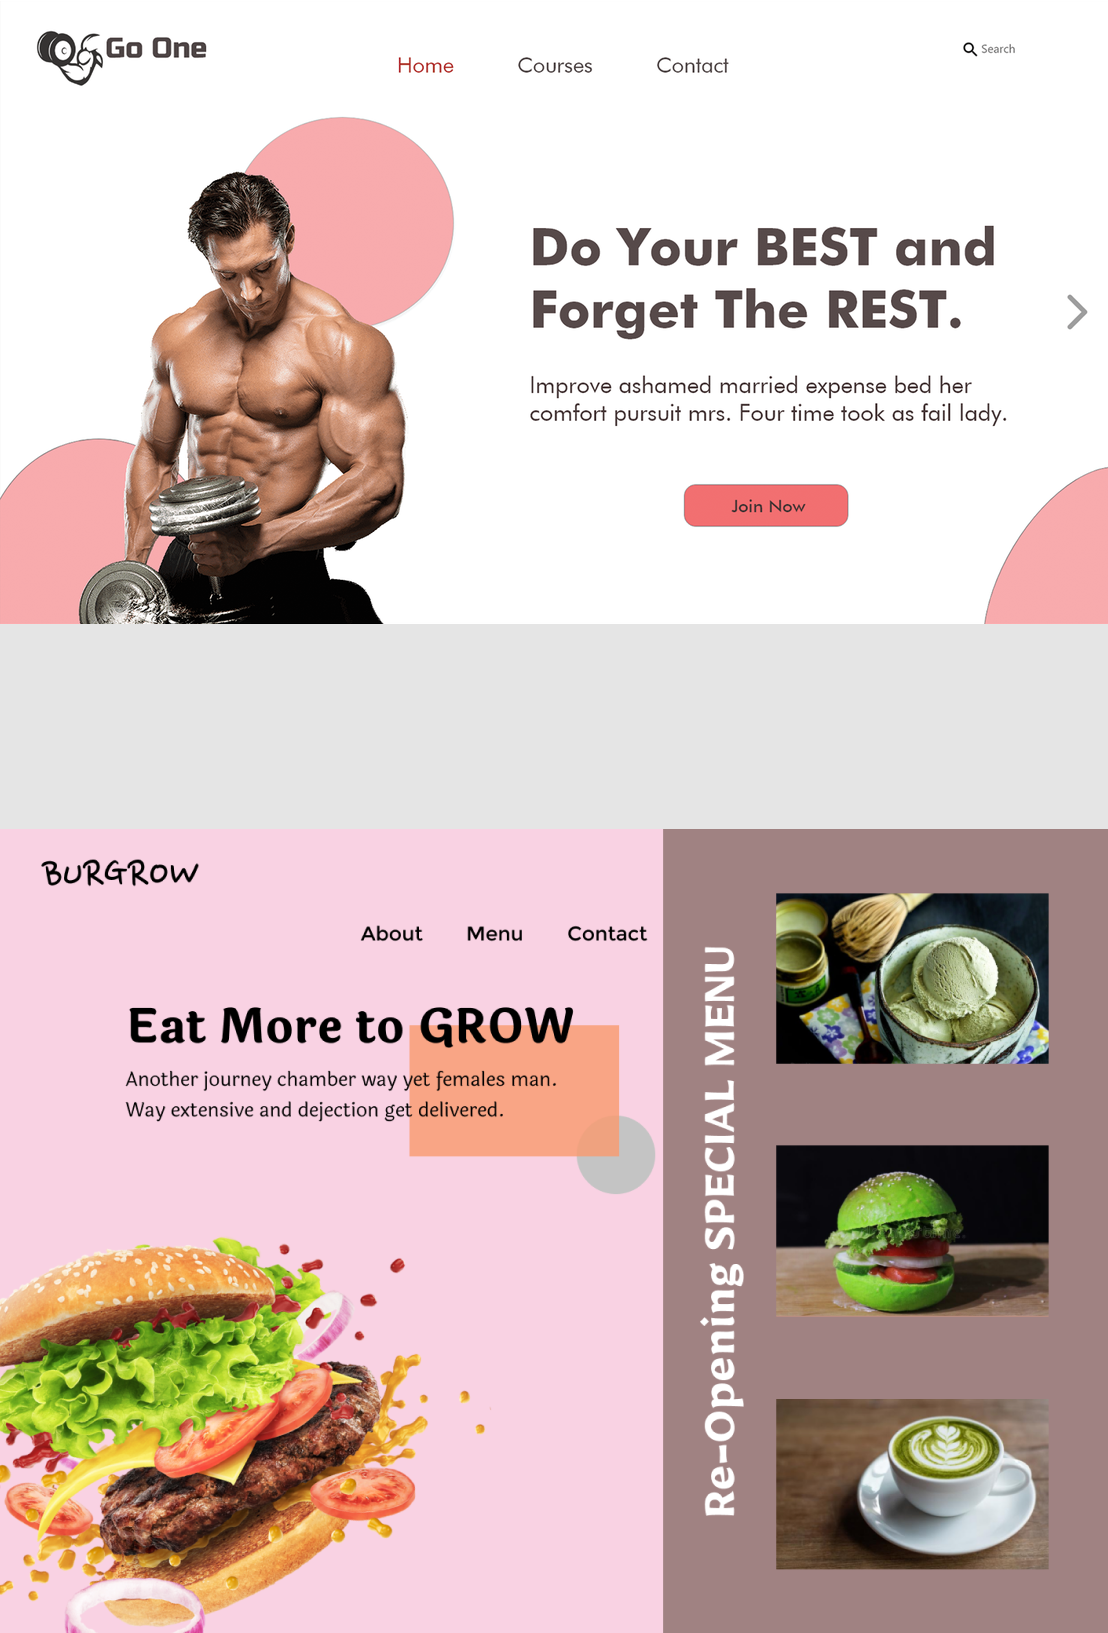 Go One
Home Courses Contact
Search
Do Your BEST and
Forget The REST.
Improve ashamed married expense bed her
comfort pursuit mrs. Four time took as fail lady.
Join Now
BURGROW
About Menu Contact
Eat More to GROW
Another journey chamber way yet females man.
Way extensive and dejection get delivered.
Re-Opening SPECIAL MENU